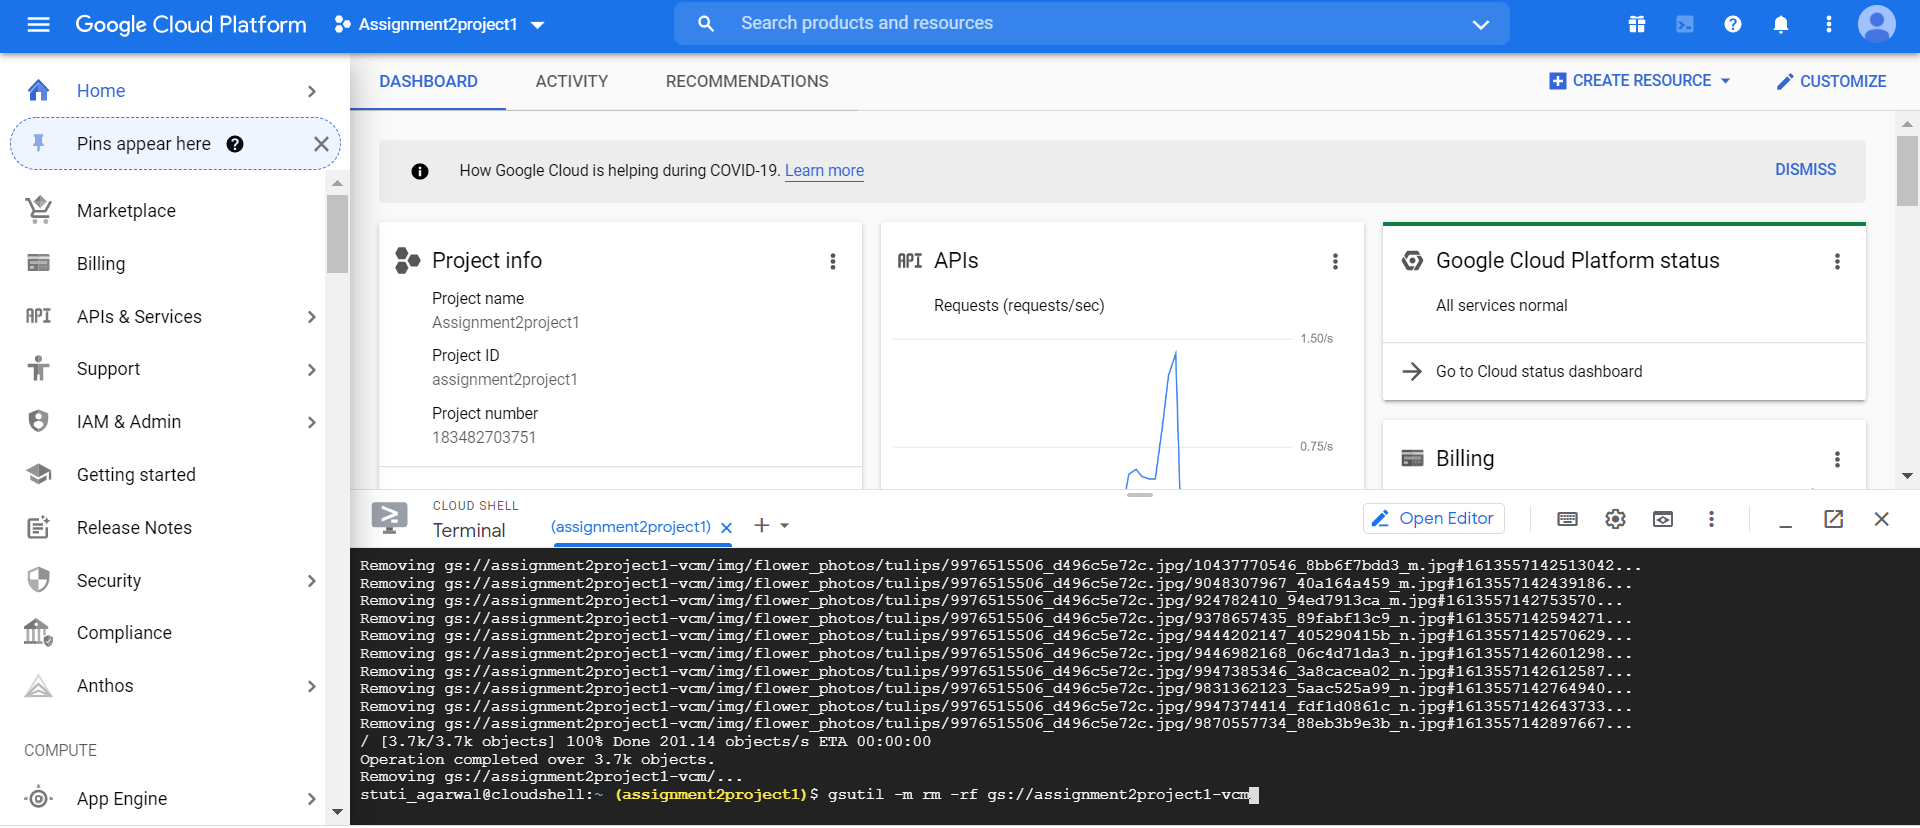 Google Cloud Platform
Assignment2project1
Search products and resources
Home
Pins appear here
Marketplace
Billing
API
APIs & Services
Support
IAM & Admin
Getting started
Release Notes
Security
Compliance
Anthos
COMPUTE
App Engine
DASHBOARD
ACTIVITY
RECOMMENDATIONS
CREATE RESOURCE
CUSTOMIZE
How Google Cloud is helping during COVID-19. Learn more
DISMISS
Project info
Project name
Assignment2project1
Project ID
assignment2project1
Project number
183482703751
API APIs
Requests (requests/sec)
1.50/s
0.75/s
Google Cloud Platform status
All services normal
Go to Cloud status dashboard
Billing
CLOUD SHELL
Terminal
(assignment2project1)
Open Editor
Removing gs://assignment2project1-vcm/img/flower_photos/tulips/9976515506_d496c5e72c.jpg/10437770546_8bb6f7bdd3_m.jpg#1613557142513042...
Removing gs://assignment2project1-vcm/img/flower_photos/tulips/9976515506_d496c5e72c.jpg/9048307967_40a164a459_m.jpg#1613557142439186...
Removing gs://assignment2project1-vcm/img/flower_photos/tulips/9976515506_d496c5e72c.jpg/924782410_94ed7913ca_m.jpg#1613557142753570...
Removing gs://assignment2project1-vcm/img/flower_photos/tulips/9976515506_d496c5e72c.jpg/9378657435_89fabf13c9_n.jpg#1613557142594271...
Removing gs://assignment2project1-vcm/img/flower_photos/tulips/9976515506_d496c5e72c.jpg/9444202147_405290415b_n.jpg#1613557142570629...
Removing gs://assignment2project1-vcm/img/flower_photos/tulips/9976515506_d496c5e72c.jpg/9446982168_06c4d71da3_n.jpg#1613557142601298...
Removing gs://assignment2project1-vcm/img/flower_photos/tulips/9976515506_d496c5e72c.jpg/9947385346_3a8cacea02_n.jpg#1613557142612587...
Removing gs://assignment2project1-vcm/img/flower_photos/tulips/9976515506_d496c5e72c.jpg/9831362123_5aac525a99_n.jpg#1613557142764940...
Removing gs://assignment2project1-vcm/img/flower_photos/tulips/9976515506_d496c5e72c.jpg/9947374414_fdf1d0861c_n.jpg#1613557142643733...
Removing gs://assignment2project1-vcm/img/flower_photos/tulips/9976515506_d496c5e72c.jpg/9870557734_88eb3b9e3b_n.jpg#1613557142897667...
/ [3.7k/3.7k objects] 100% Done 201.14 objects/s ETA 00:00:00
Operation completed over 3.7k objects.
Removing gs://assignment2project1-vcm/...
stuti_agarwal@cloudshell:~ (assignment2project1)$ gsutil -m rm -rf gs://assignment2project1-vcm